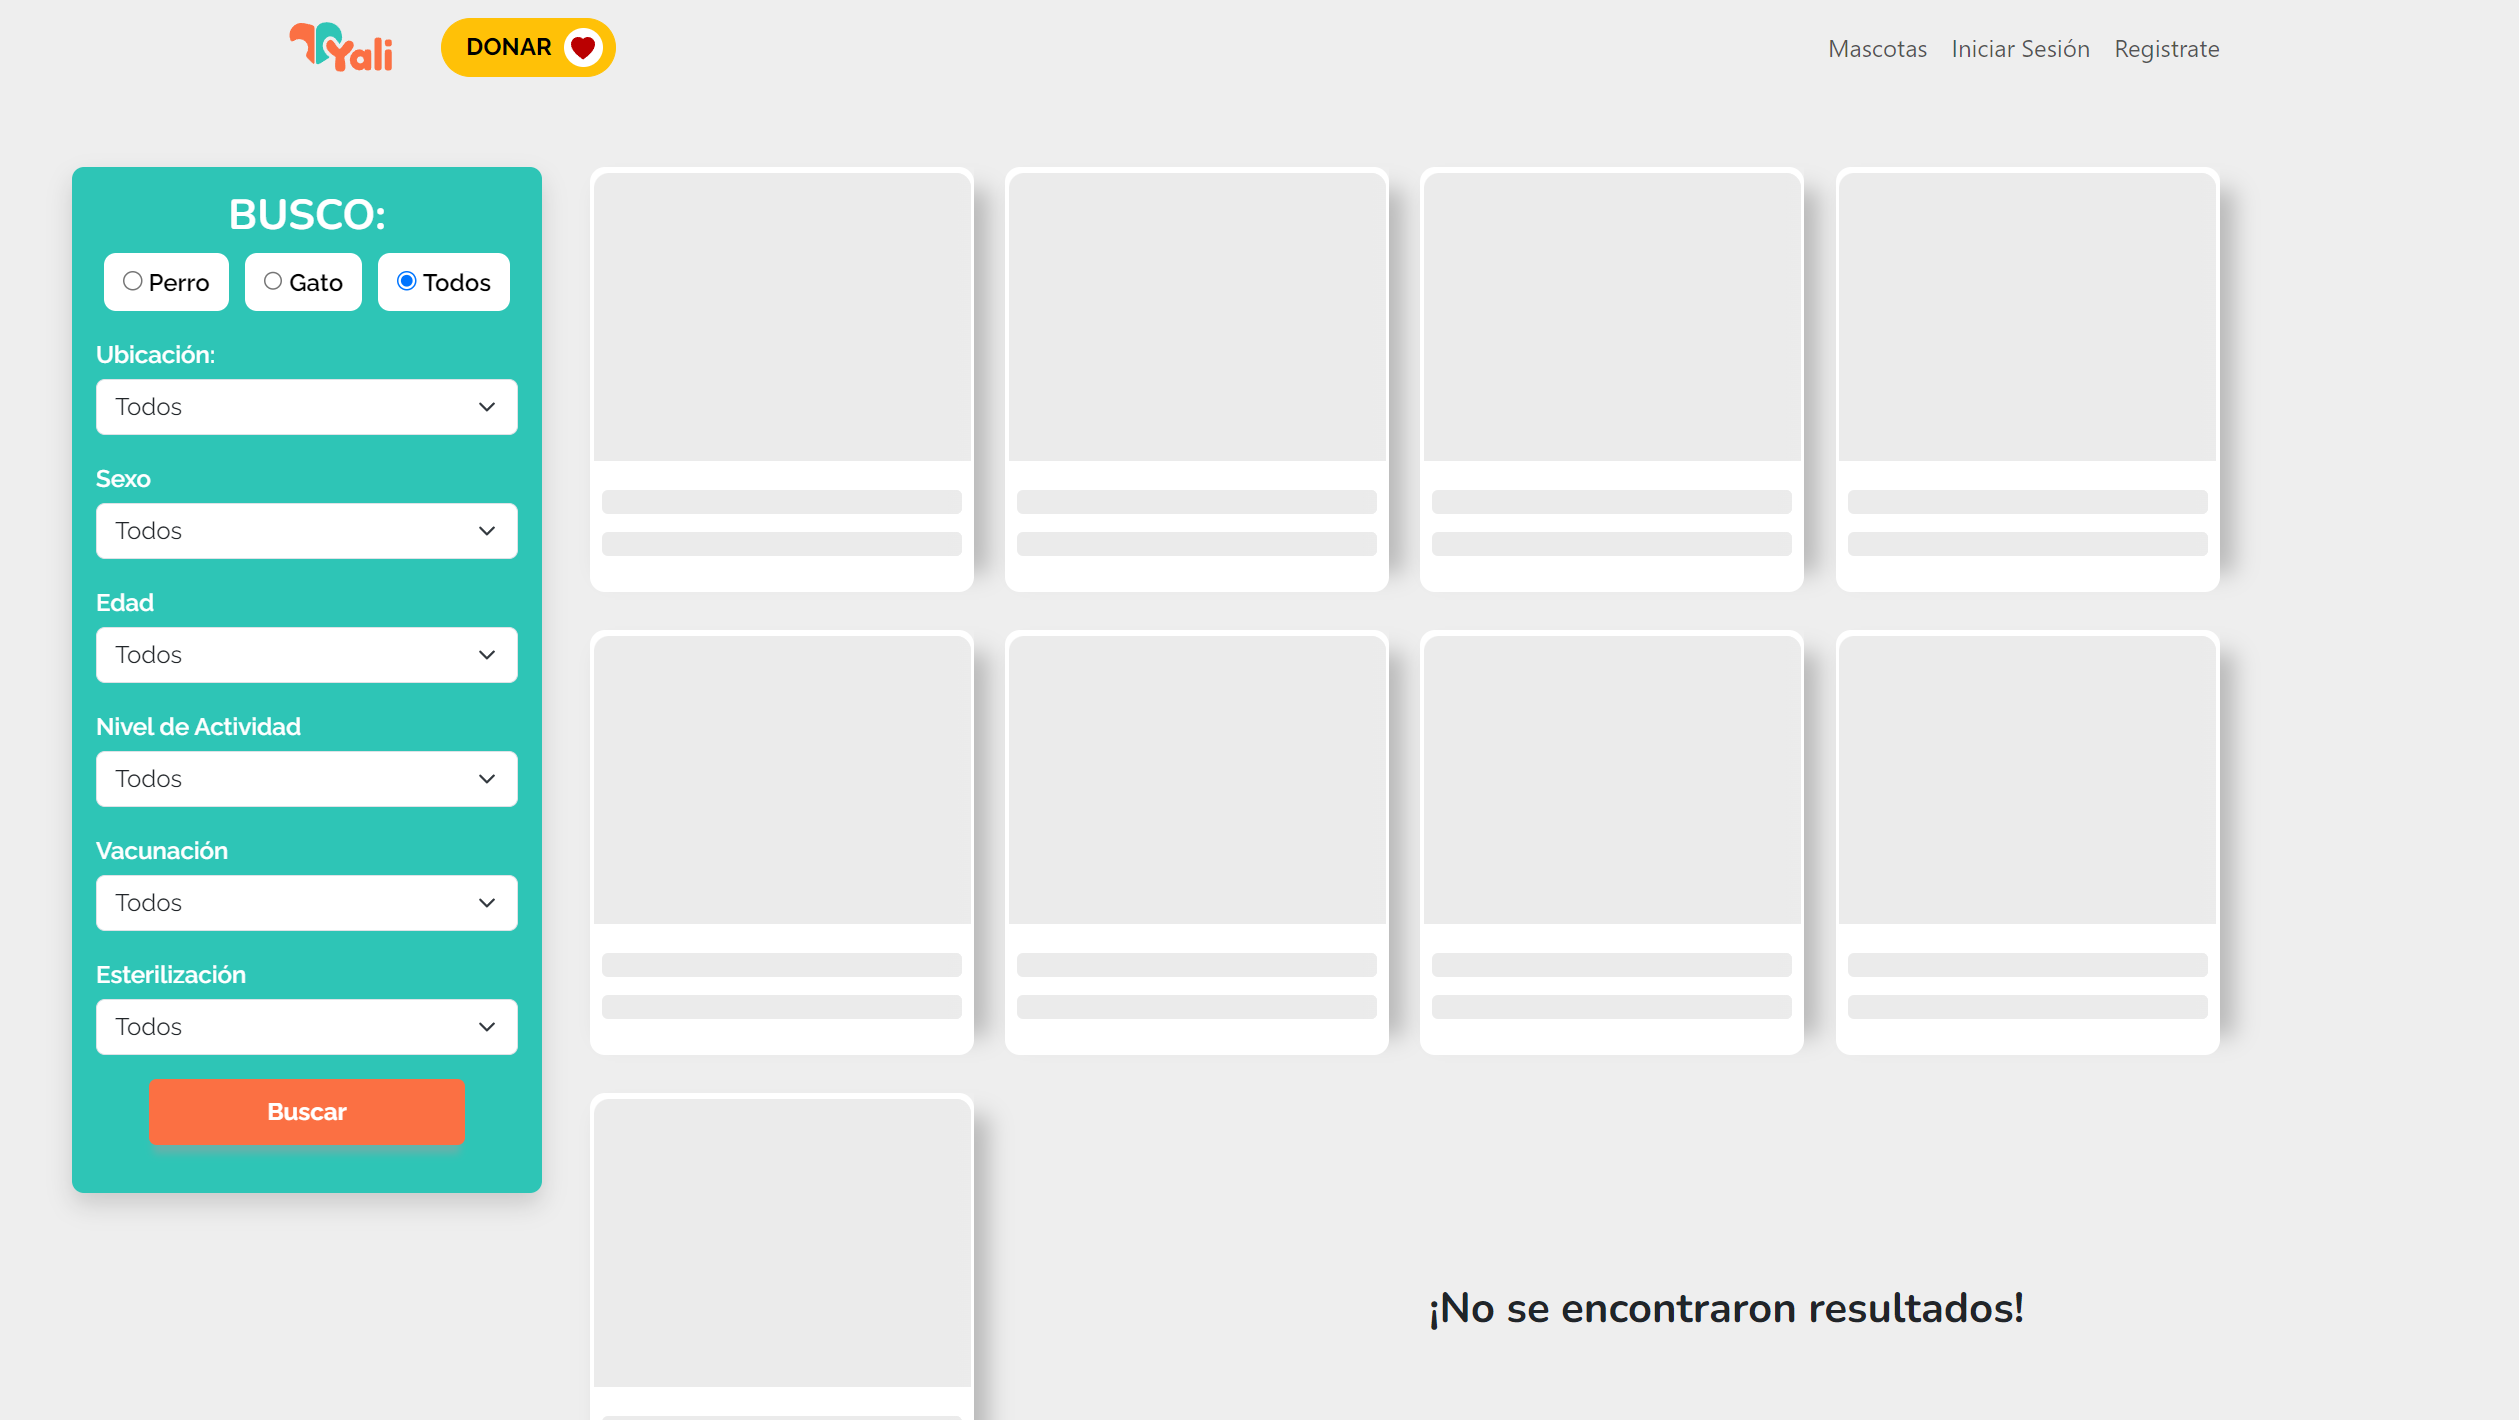 Yali
DONAR
Mascotas Iniciar Sesión Registrate
BUSCO:
Perro Gato Todos
Ubicación:
Todos
Sexo
Todos
Edad
Todos
Nivel de Actividad
Todos
Vacunación
Todos
Esterilización
Todos
Buscar
¡No se encontraron resultados!